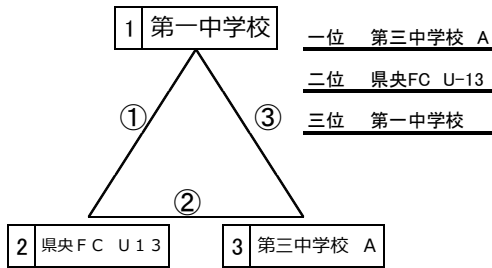 1 第一中学校
一位 第三中学校 A
二位 県央FC U-13
三位 第一中学校
① ③
②
2 県央ＦＣ Ｕ１３
3 第三中学校 A